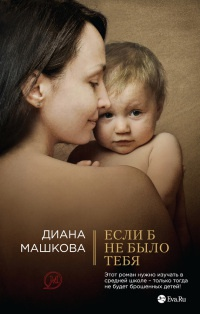 ДИАНА
МАШКОВА
ЕСЛИ Б
НЕ БЫЛО
ТЕБЯ
Этот роман нужно изучать в
средней школе – только тогда
не будет брошенных детей!
Eva.Ru